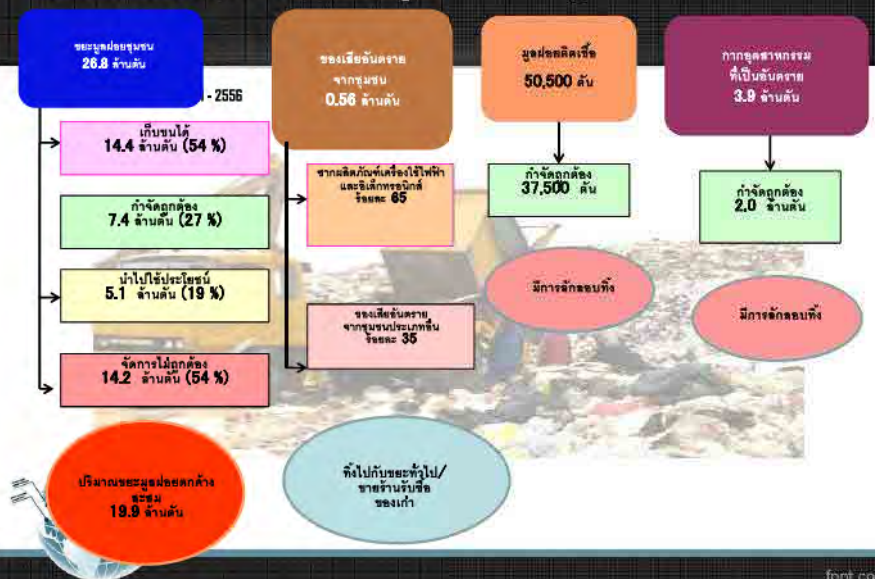 ขยะมูลฝอยชุมชน
26.8 ล้านตัน
- 2556
เก็บขนได้
14.4 ล้านตัน (54 %)
กำจัดถูกต้อง
7.4 ล้านตัน (27 %)
นำไปใช้ประโยชน์
5.1 ล้านตัน (19 %)
จัดการไม่ถูกต้อง
14.2 ล้านตัน (54 %)
ปริมาณขยะมูลฝอยตกค้าง
สะสม
19.9 ล้านตัน
ของเสียอันตราย
จากชุมชน
0.56 ล้านตัน
ซากผลิตภัณฑ์เครื่องใช้ไฟฟ้า
และอิเล็กทรอนิกส์
ร้อยละ 65
ของเสียอันตราย
จากชุมชนประเภทอื่น
ร้อยละ 35
ทิ้งไปกับขยะทั่วไป/
ขายร้านรับซื้อ
ของเก่า
มูลฝอยติดเชื้อ
50,500 ตัน
กำจัดถูกต้อง
37,500 ตัน
มีการลักลอบทิ้ง
กากอุตสาหกรรม
ที่เป็นอันตราย
3.9 ล้านตัน
กำจัดถูกต้อง
2.0 ล้านตัน
มีการลักลอบทิ้ง